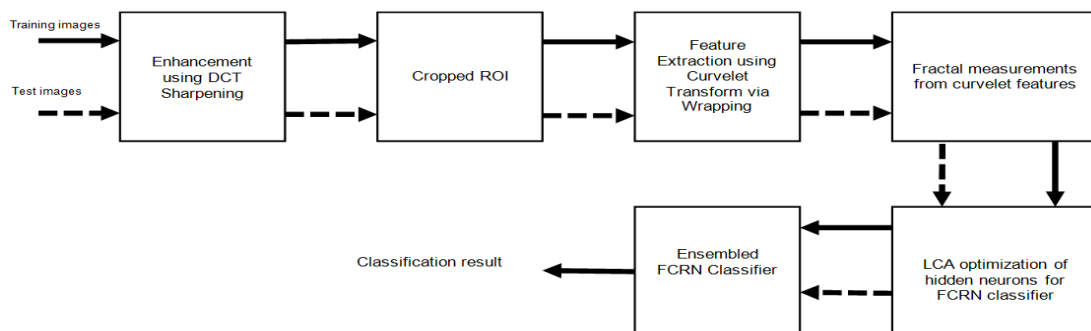 Training images
Test images
Enhancement
using DCT
Sharpening
Cropped ROI
Feature
Extraction using
Curvelet
Transform via
Wrapping
Fractal measurements
from curvelet features
LCA optimization of
hidden neurons for
FCRN classifier
Ensembled
FCRN Classifier
Classification result